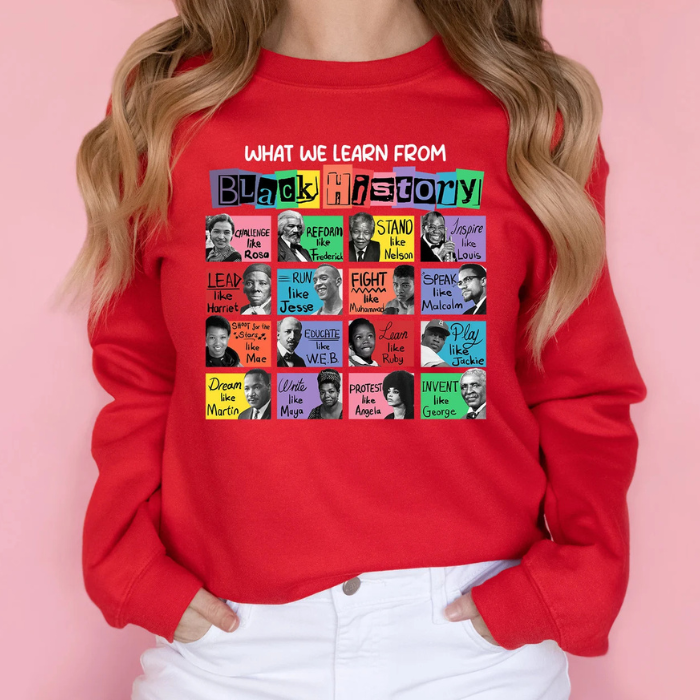 WHAT WE LEARN FROM
Black History
CHALLENGE
like
Rosa
REFORM
like
Frederick
STAND
like
Nelson
Inspire
like
Louis
LEAD
like
Harriet
RUN
like
Jesse
FIGHT
like
Muhammad
SPEAK
like
Malcolm
SHOOT for the
Stars
like
Mae
EDUCATE
like
W.E.B.
Lead
like
Ruby
Play
like
Jackie
Dream
like
Martin
Write
like
Maya
PROTEST
like
Angela
INVENT
like
George